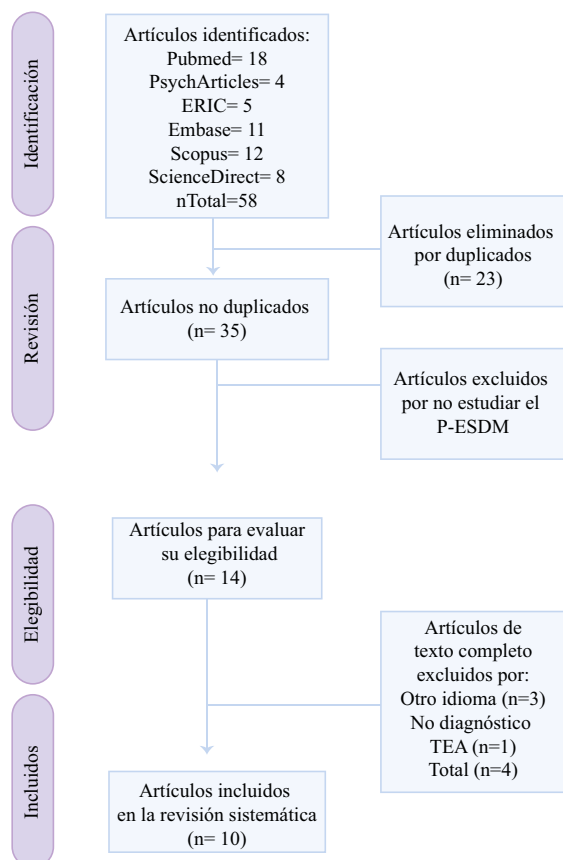 Identificación
Artículos identificados:
Pubmed= 18
PsychArticles= 4
ERIC= 5
Embase= 11
Scopus= 12
ScienceDirect= 8
nTotal=58
Artículos eliminados
por duplicados
(n= 23)
Revisión
Artículos no duplicados
(n= 35)
Artículos excluidos
por no estudiar el
P-ESDM
Elegibilidad
Artículos para evaluar
su elegibilidad
(n= 14)
Artículos de
texto completo
excluidos por:
Otro idioma (n=3)
No diagnóstico
TEA (n=1)
Total (n=4)
Incluidos
Artículos incluidos
en la revisión sistemática
(n= 10)